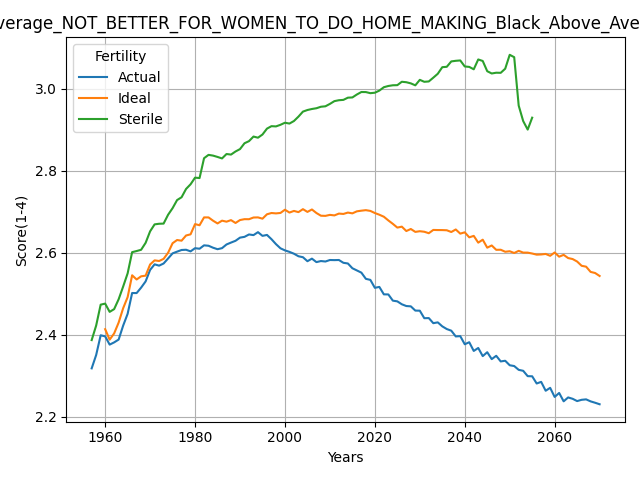 verage_NOT_BETTER_FOR_WOMEN_TO_DO_HOME_MAKING_Black_Above_Ave
Fertility
Actual
Ideal
Sterile
Score(1-4)
3.0
2.8
2.6
2.4
2.2
1960 1980 2000 2020 2040 2060
Years